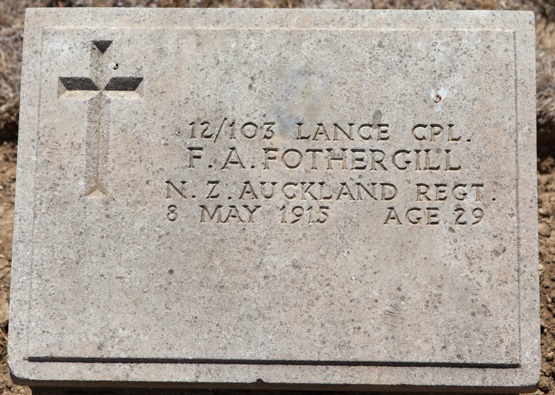 12/103 LANCE CPL.
F. A. FOTHERGILL
N. Z. AUCKLAND REGT.
8 MAY 1915 AGE 29